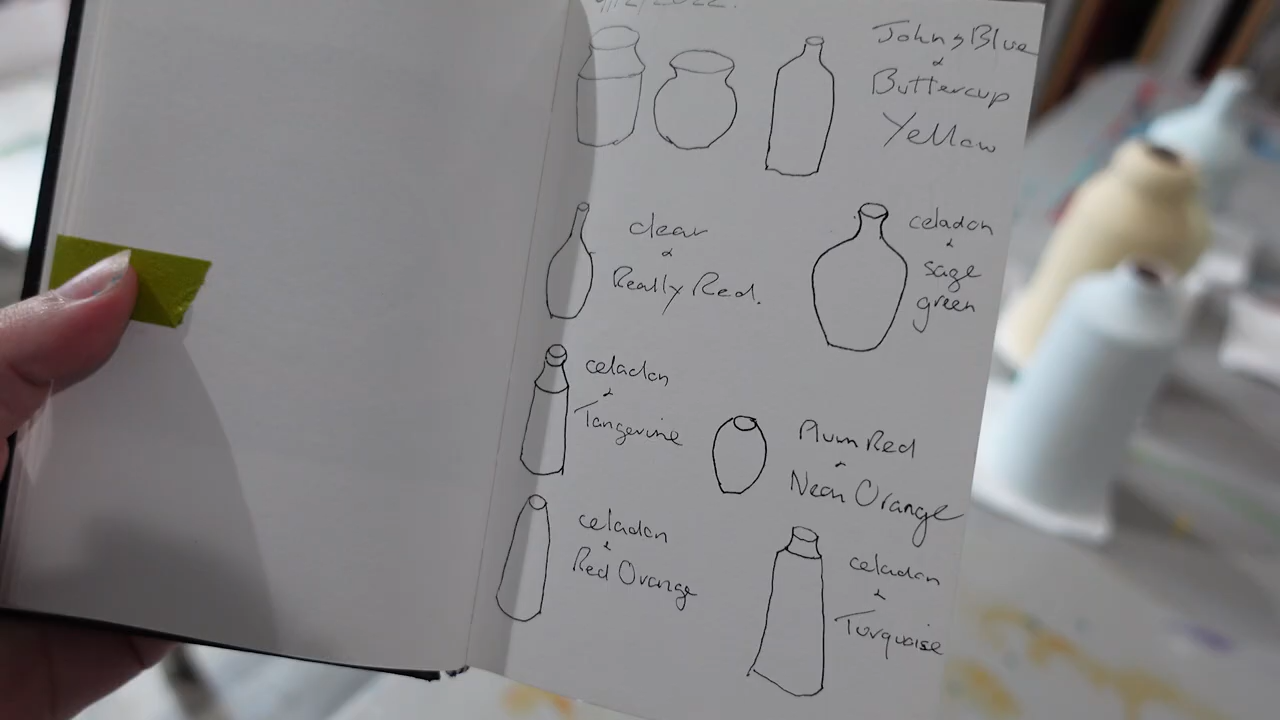 John's Blue
&
Buttercup
Yellow
clear
&
Really Red.
celadon
&
sage
green
celadon
&
Tangerine
Plum Red
&
Neon Orange
celadon
&
Red Orange
celadon
&
Turquoise